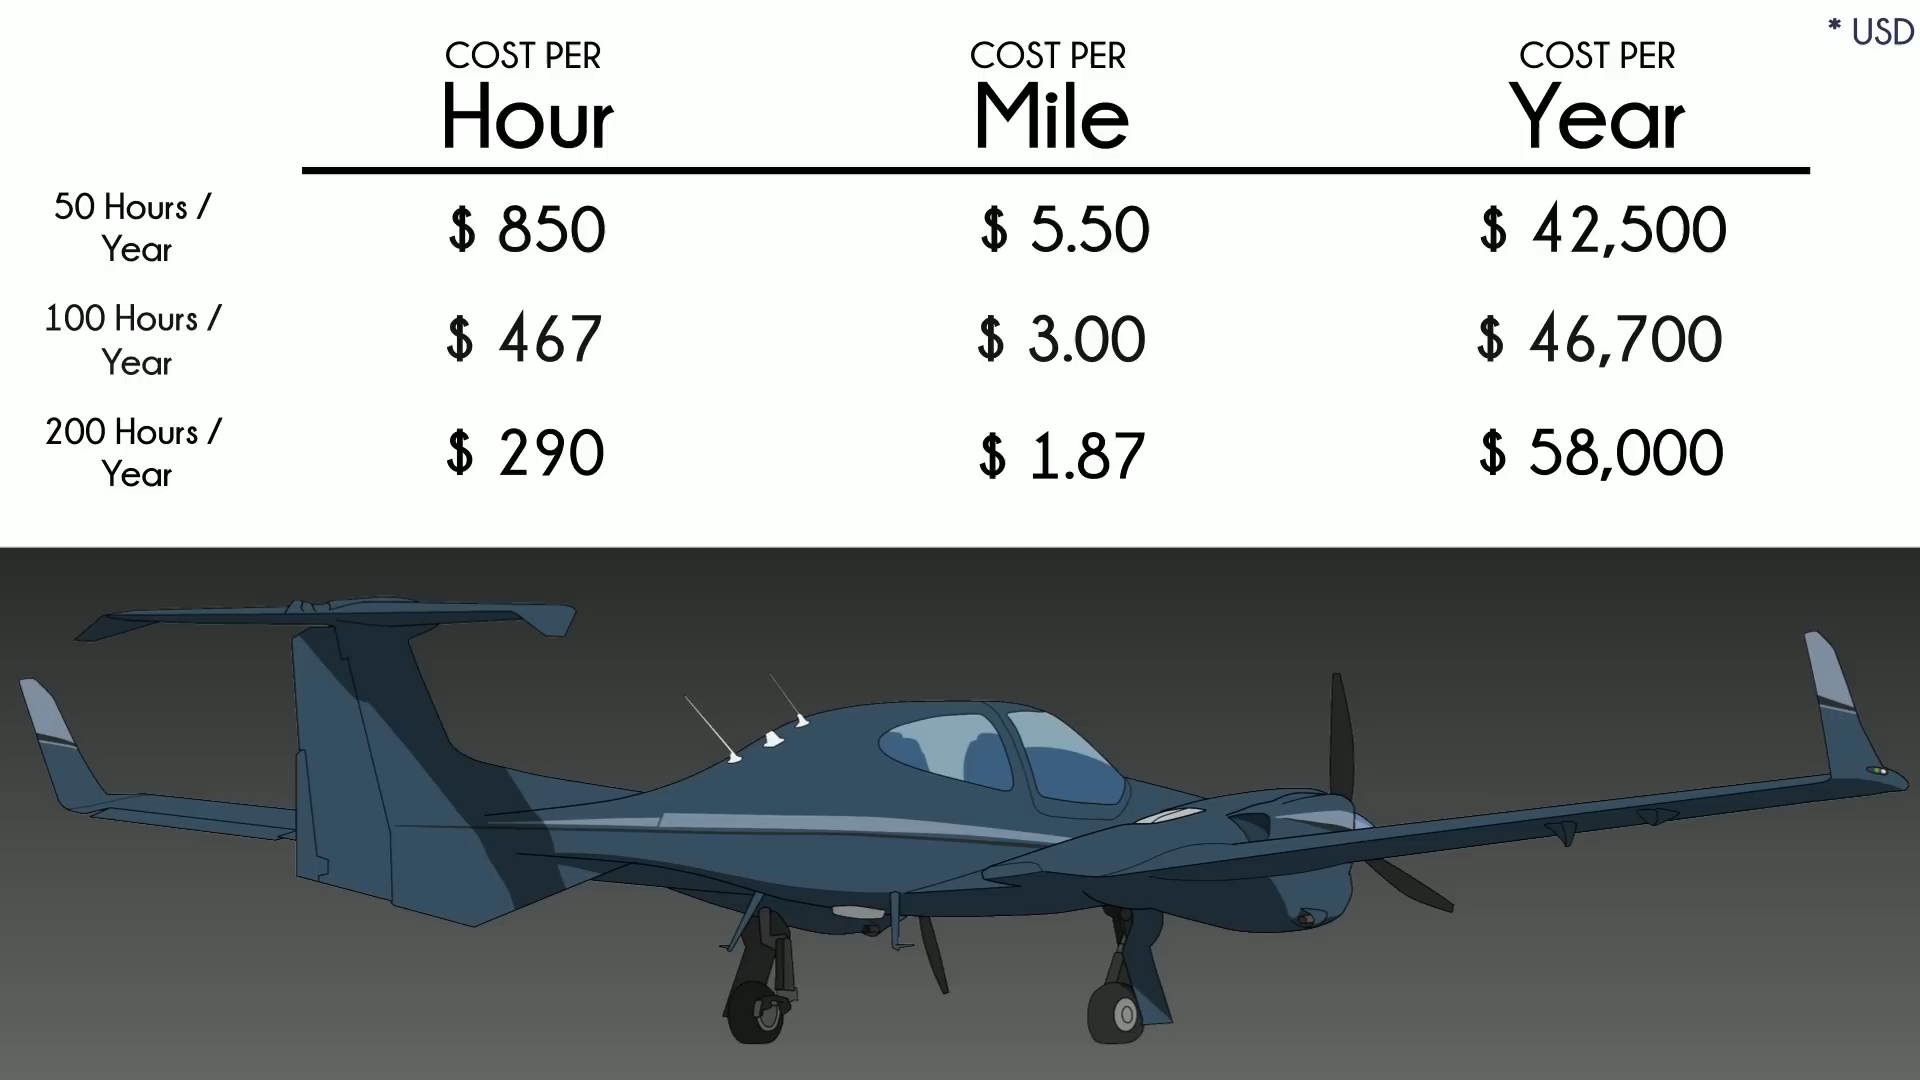 * USD
COST PER COST PER COST PER
Hour Mile Year
50 Hours /
Year
$ 850 $ 5.50 $ 42,500
100 Hours /
Year
$ 467 $ 3.00 $ 46,700
200 Hours /
Year
$ 290 $ 1.87 $ 58,000